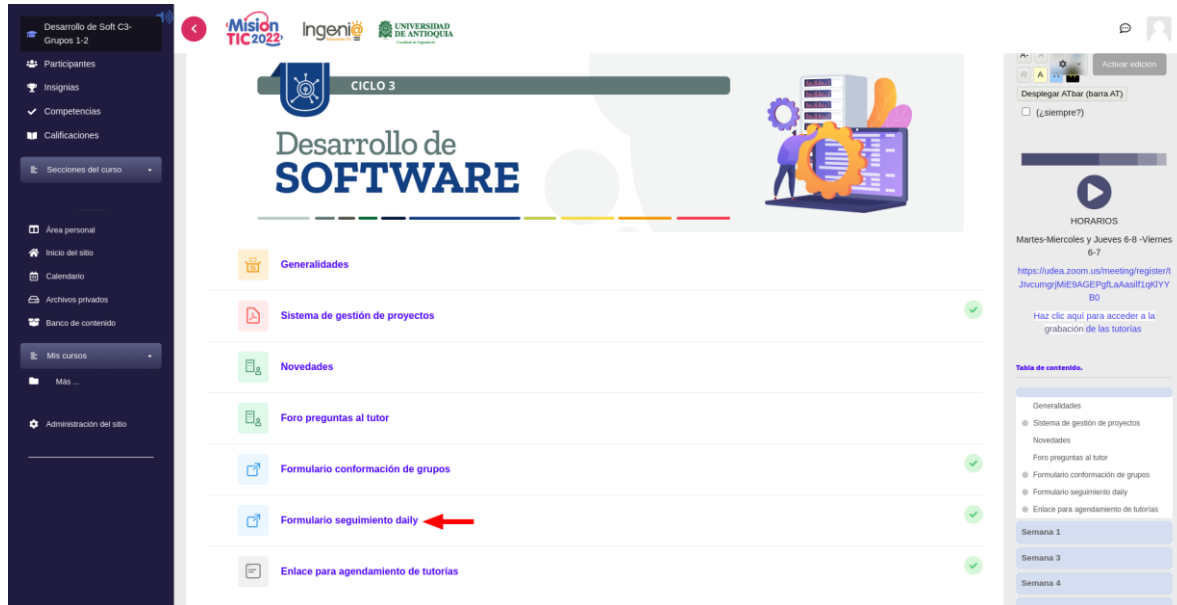 Desarrollo de Soft C3-
Grupos 1-2
Participantes
Insignias
Competencias
Calificaciones
Secciones del curso
Área personal
Inicio del sitio
Calendario
Archivos privados
Banco de contenido
Mis cursos
Más ...
Administración del sitio
Misión
TIC2022
Ingeni@
UNIVERSIDAD
DE ANTIOQUIA
Facultad de Ingeniería
CICLO 3
Desarrollo de
SOFTWARE
Generalidades
Sistema de gestión de proyectos
Novedades
Foro preguntas al tutor
Formulario conformación de grupos
Formulario seguimiento daily
Enlace para agendamiento de tutorías
A- A
R A
Activar edición
Desplegar ATbar (barra AT)
(¿siempre?)
HORARIOS
Martes-Miercoles y Jueves 6-8 -Viernes
6-7
https://udea.zoom.us/meeting/register/t
Haz clic aquí para acceder a la
grabación de las tutorías
Tabla de contenido.
Generalidades
Sistema de gestión de proyectos
Novedades
Foro preguntas al tutor
Formulario conformación de grupos
Formulario seguimiento daily
Enlace para agendamiento de tutorías
Semana 1
Semana 3
Semana 4